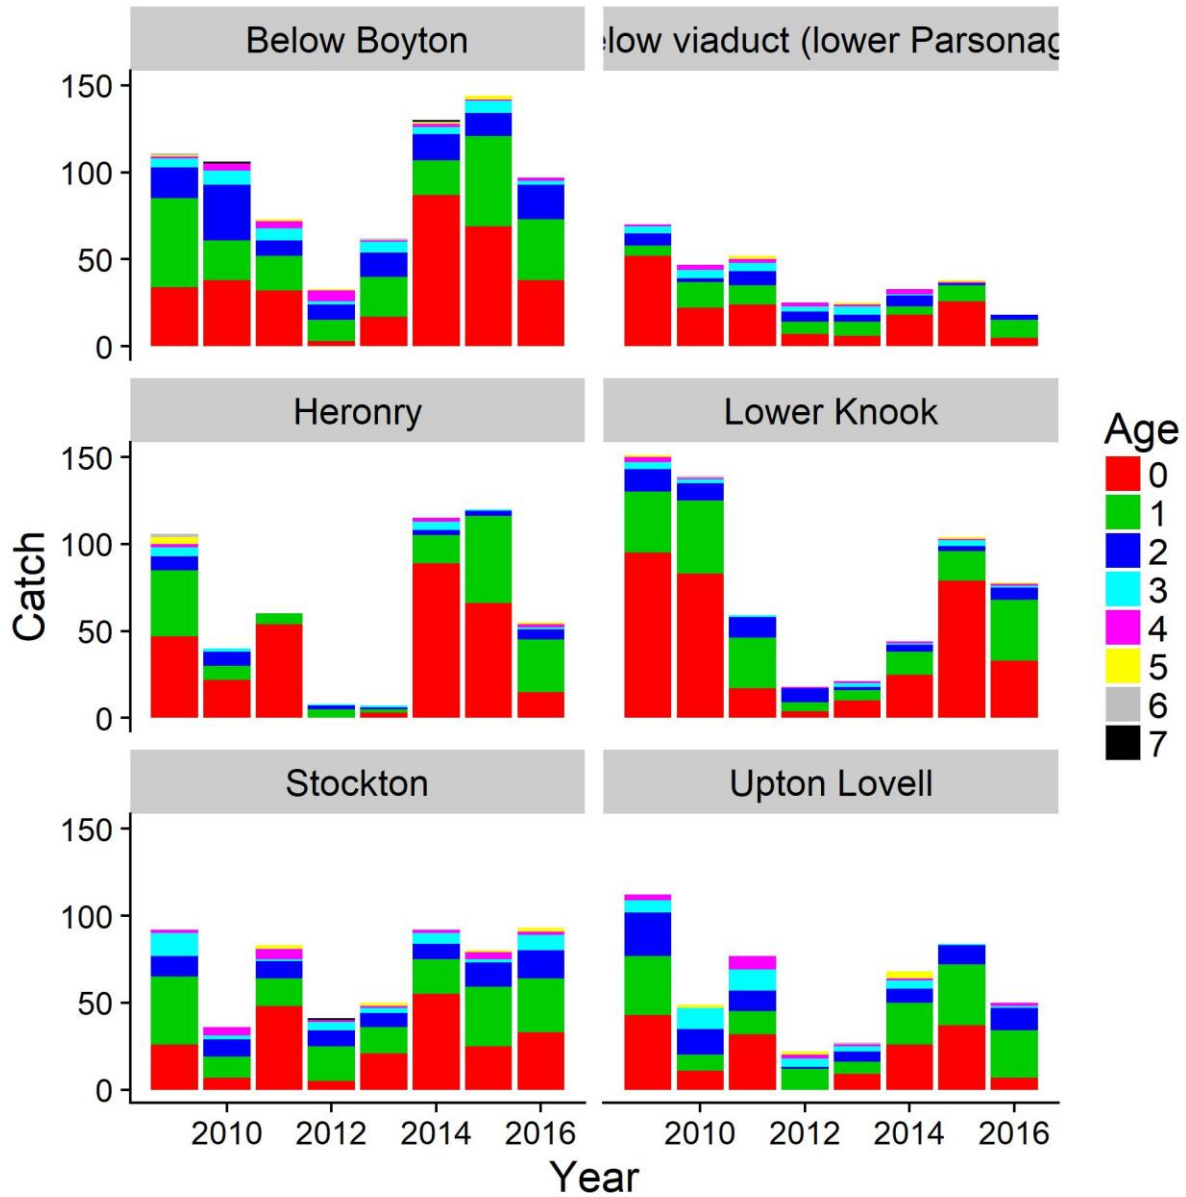 Below Boyton
elow viaduct (lower Parsonag
150
100
50
0
Heronry
Lower Knook
150
100
50
0
Stockton
Upton Lovell
150
100
50
0
2010 2012 2014 2016
2010 2012 2014 2016
Year
Catch
Age
0
1
2
3
4
5
6
7